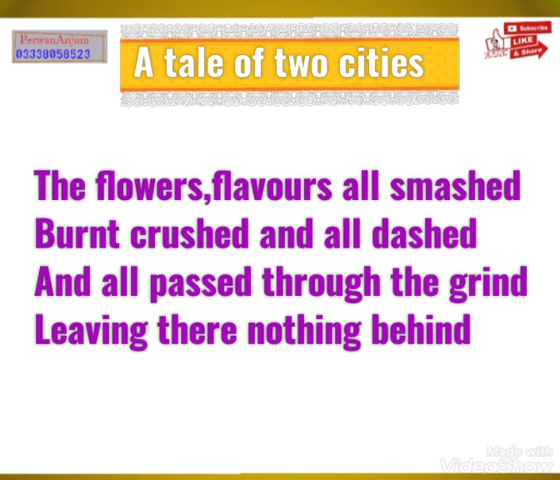 PerwanAnjum
03338058523
A tale of two cities
Subscribe
LIKE
& Share
The flowers,flavours all smashed
Burnt crushed and all dashed
And all passed through the grind
Leaving there nothing behind
Made with
VideoShow